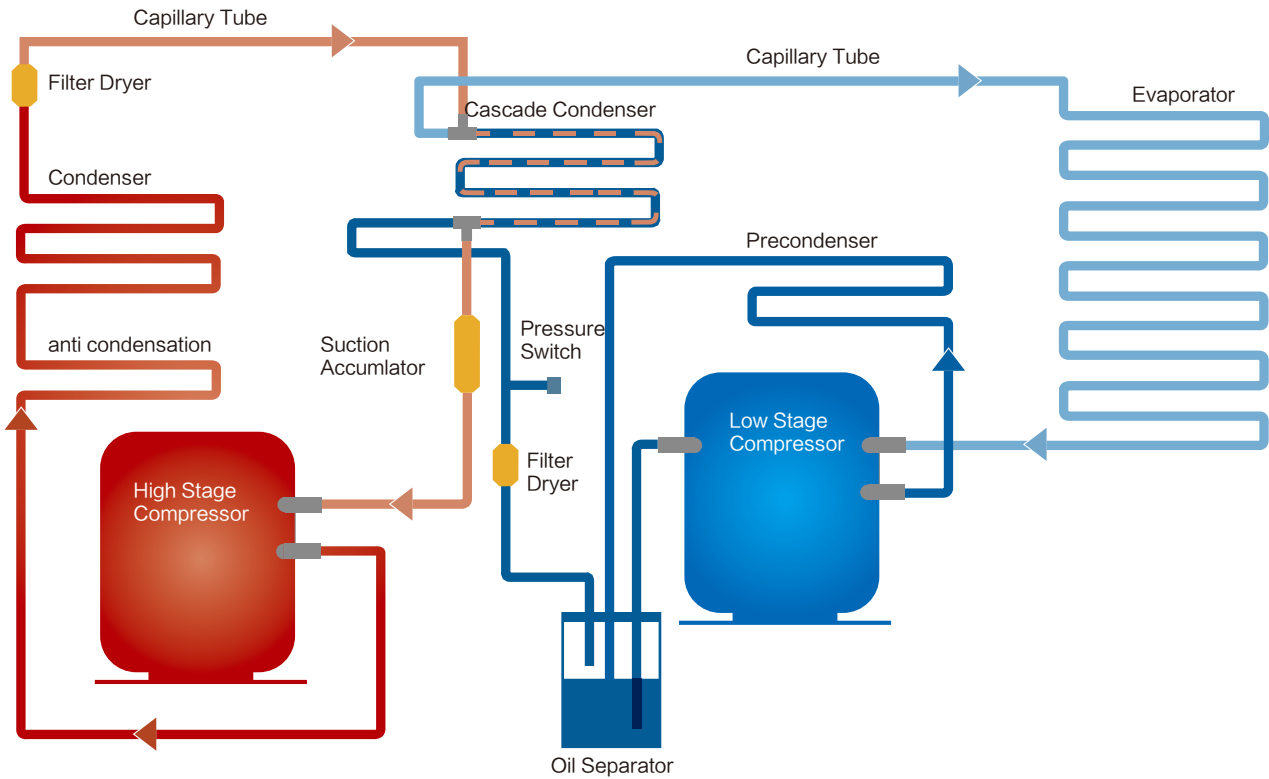 Capillary Tube
Filter Dryer
Capillary Tube
Evaporator
Cascade Condenser
Condenser
Precondenser
anti condensation
Suction
Accumlator
Pressure
Switch
Low Stage
Compressor
Filter
Dryer
High Stage
Compressor
Oil Separator